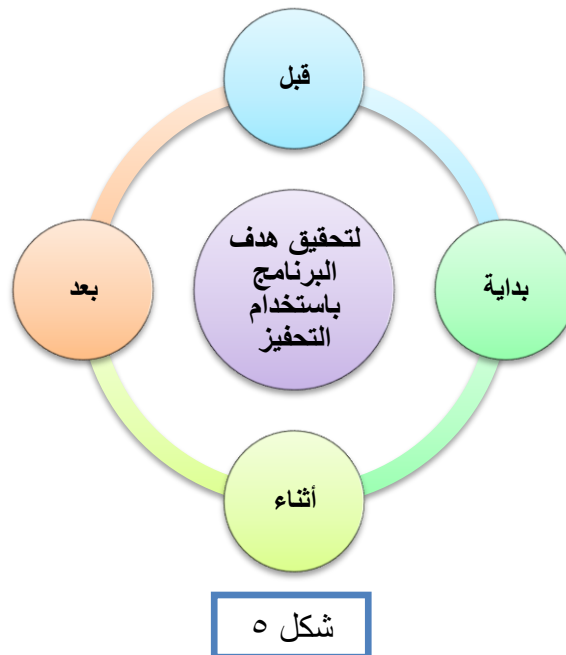 قبل
لتحقيق هدف
البرنامج
باستخدام
التحفيز
بداية
بعد
أثناء
شكل ٥